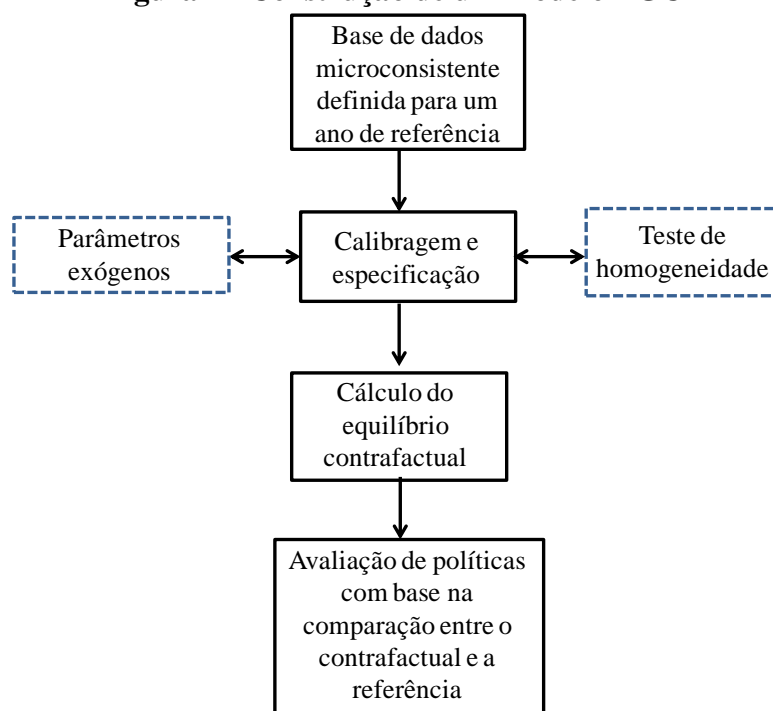 Base de dados
microconsistente
definida para um
ano de referência
Parâmetros
exógenos
Calibragem e
especificação
Teste de
homogeneidade
Cálculo do
equilíbrio
contrafactual
Avaliação de políticas
com base na
comparação entre o
contrafactual e a
referência